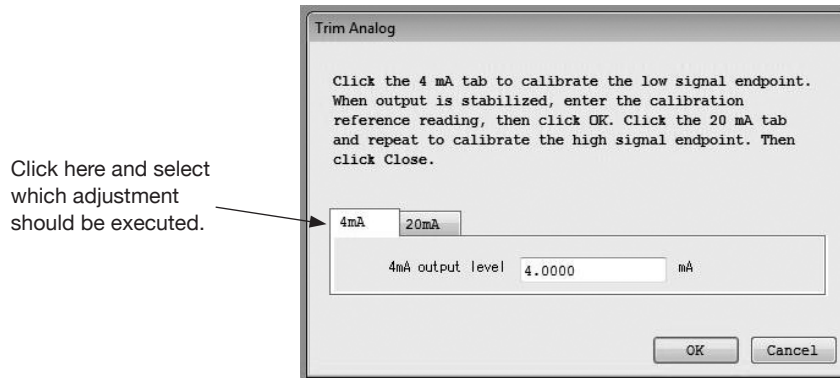 Trim Analog
Click the 4 mA tab to calibrate the low signal endpoint.
When output is stabilized, enter the calibration
reference reading, then click OK. Click the 20 mA tab
and repeat to calibrate the high signal endpoint. Then
click Close.
Click here and select
which adjustment
should be executed.
4mA 20mA
4mA output level 4.0000 mA
OK Cancel